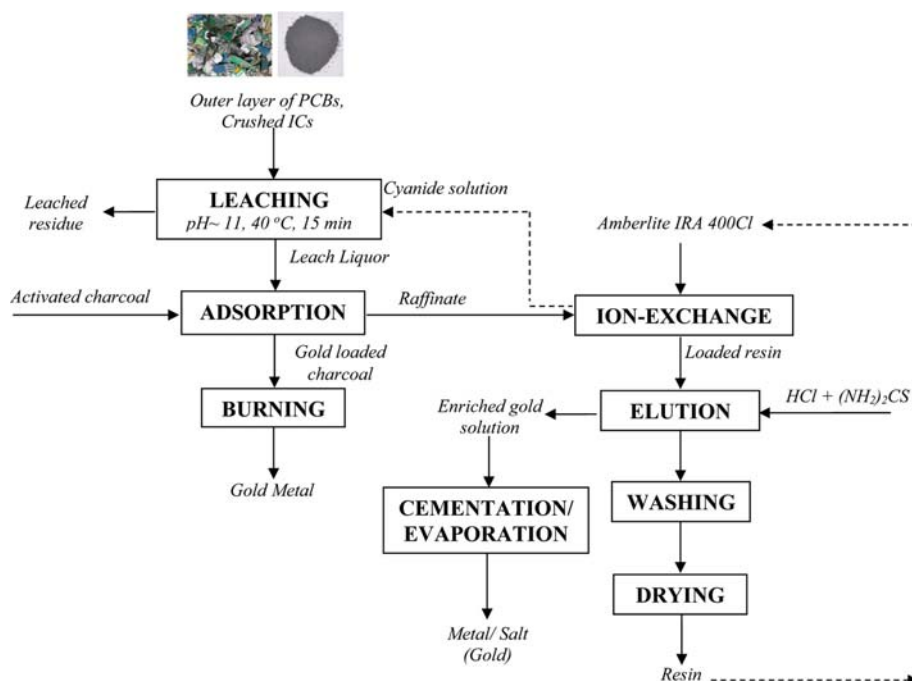 Outer layer of PCBs,
Crushed ICs
LEACHING
pH~ 11, 40 °C, 15 min
Cyanide solution
Leached
residue
Amberlite IRA 400Cl
Leach Liquor
Activated charcoal
ADSORPTION
Raffinate
ION-EXCHANGE
Gold loaded
charcoal
Loaded resin
BURNING
Enriched gold
solution
ELUTION
HCl + (NH₂)₂CS
Gold Metal
CEMENTATION/
EVAPORATION
WASHING
DRYING
Metal/ Salt
(Gold)
Resin